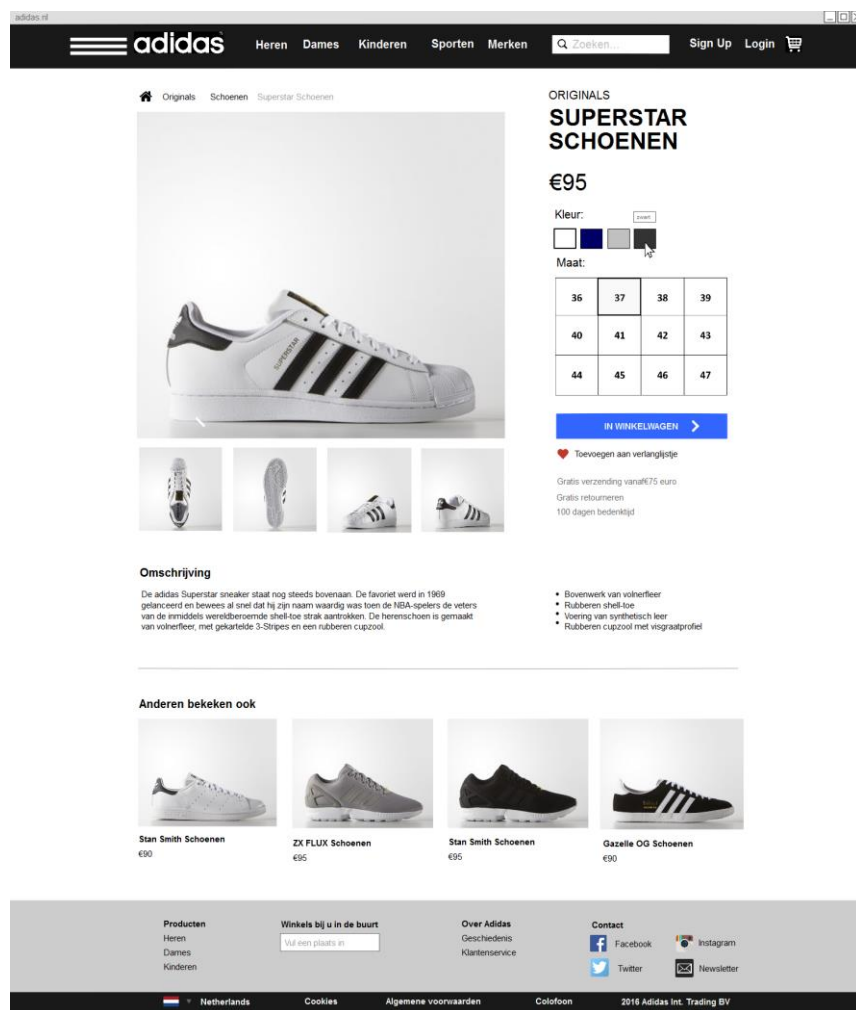 adidas.nl
adidas
Heren Dames Kinderen Sporten Merken
Zoeken...
Sign Up Login
Originals Schoenen Superstar Schoenen
ORIGINALS
SUPERSTAR
SCHOENEN
€95
Kleur:
zwart
Maat:
36 37 38 39
40 41 42 43
44 45 46 47
SUPERSTAR
IN WINKELWAGEN
Toevoegen aan verlanglijstje
Gratis verzending vanaf€75 euro
Gratis retourneren
100 dagen bedenktijd
Omschrijving
De adidas Superstar sneaker staat nog steeds bovenaan. De favoriet werd in 1969
gelanceerd en bewees al snel dat hij zijn naam waardig was toen de NBA-spelers de veters
van de inmiddels wereldberoemde shell-toe strak aantrokken. De herenschoen is gemaakt
van volnerfleer, met gekartelde 3-Stripes en een rubberen cupzool.
• Bovenwerk van volnerfleer
• Rubberen shell-toe
• Voering van synthetisch leer
• Rubberen cupzool met visgraatprofiel
Anderen bekeken ook
Stan Smith Schoenen
€90
ZX FLUX Schoenen
€95
Stan Smith Schoenen
€95
Gazelle OG Schoenen
€90
Producten
Heren
Dames
Kinderen
Winkels bij u in de buurt
Vul een plaats in
Over Adidas
Geschiedenis
Klantenservice
Contact
Facebook
Instagram
Twitter
Newsletter
Netherlands Cookies Algemene voorwaarden Colofoon 2016 Adidas Int. Trading BV